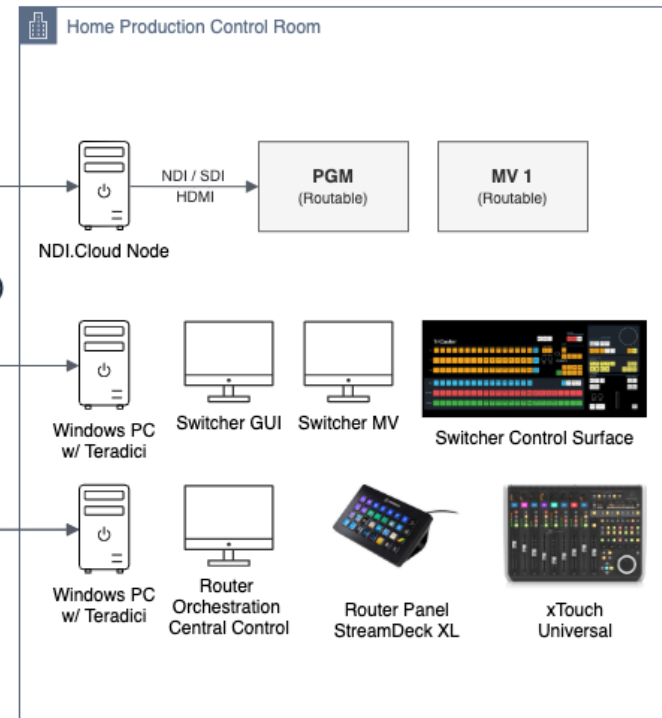 Home Production Control Room
NDI / SDI
HDMI
PGM
(Routable)
MV 1
(Routable)
NDI.Cloud Node
Switcher GUI
Switcher MV
Switcher Control Surface
Windows PC
w/ Teradici
Router
Orchestration
Central Control
Router Panel
StreamDeck XL
xTouch
Universal
Windows PC
w/ Teradici